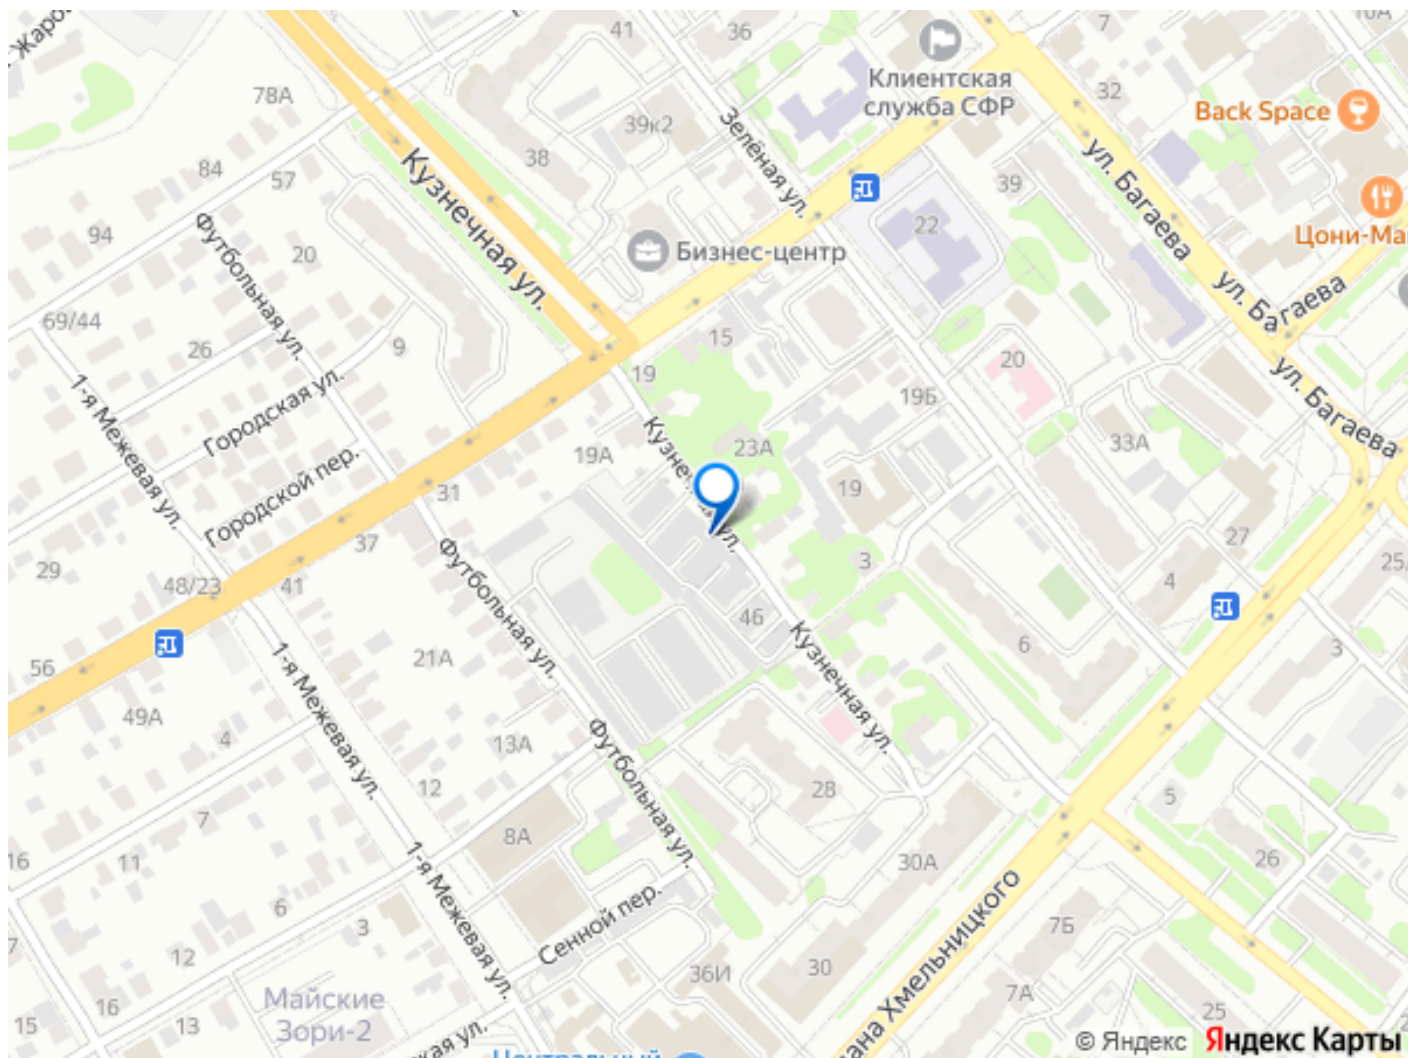 41
36
7
Клиентская
служба СФР
78А
39к2
Зелёная ул.
32
Back Space
38
Кузнечная ул.
84
57
39
ул. Багаева
94
Футбольная ул.
20
22
Бизнес-центр
ул. Багаева
69/44
26
9
15
19
20
ул. Багаева
1-я Межевая ул.
Городская ул.
19Б
Городской пер.
19А
23А
33А
31
19
37
27
29
48/23
41
3
4
Футбольная ул.
46
6
3
56
21А
Кузнечная ул.
49А
4
1-я Межевая ул.
13А
Футбольная ул.
12
28
5
7
8А
16
11
30А
26
1-я Межевая ул.
6
3
Сенной пер.
7Б
12
36И
30
Майские
Зори-2
7А
16
15
13
25
© Яндекс
Яндекс Карты